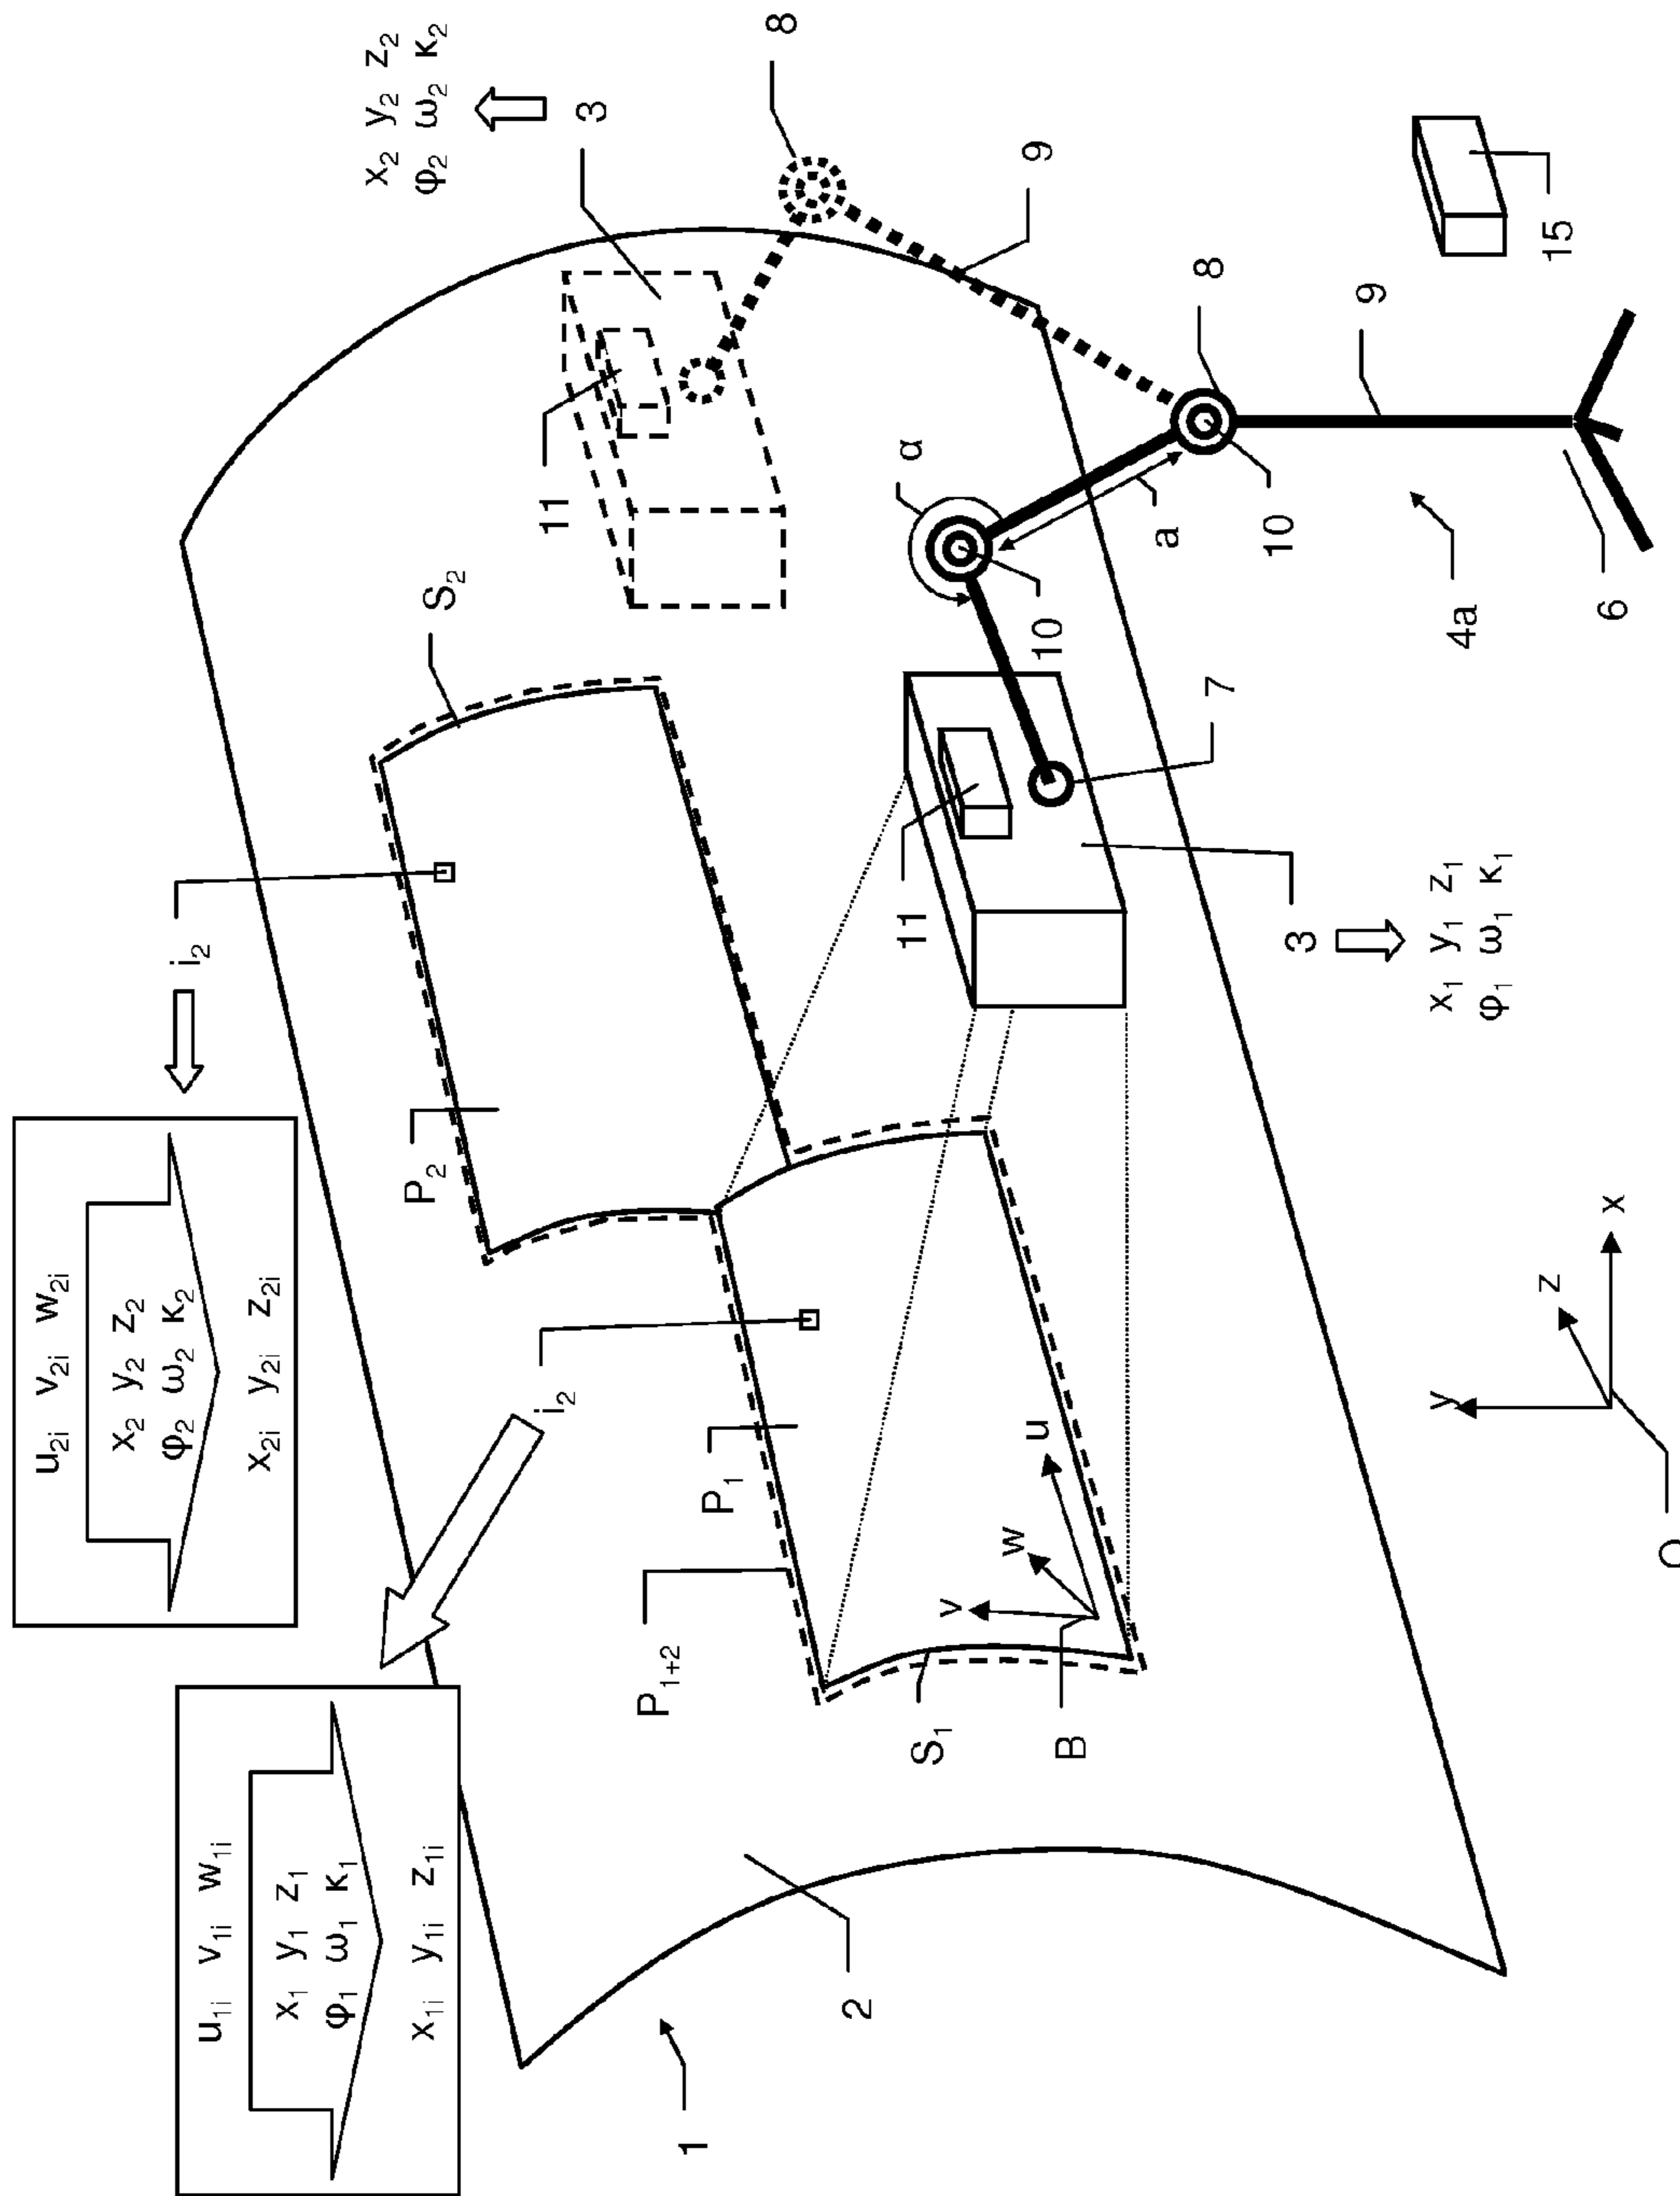 u₁ᵢ v₁ᵢ w₁ᵢ
x₁ y₁ z₁
φ₁ ω₁ κ₁
x₁ᵢ y₁ᵢ z₁ᵢ
u₂ᵢ v₂ᵢ w₂ᵢ
x₂ y₂ z₂
φ₂ ω₂ κ₂
x₂ᵢ y₂ᵢ z₂ᵢ
i₂
i₂
x₂ y₂ z₂
φ₂ ω₂ κ₂
3
8
11
S₂
P₂
P₁
P₁₊₂
9
8
α
a
10
10
9
15
11
7
3
x₁ y₁ z₁
φ₁ ω₁ κ₁
4a
6
v
w
u
S₁
B
2
1
y
z
x
O